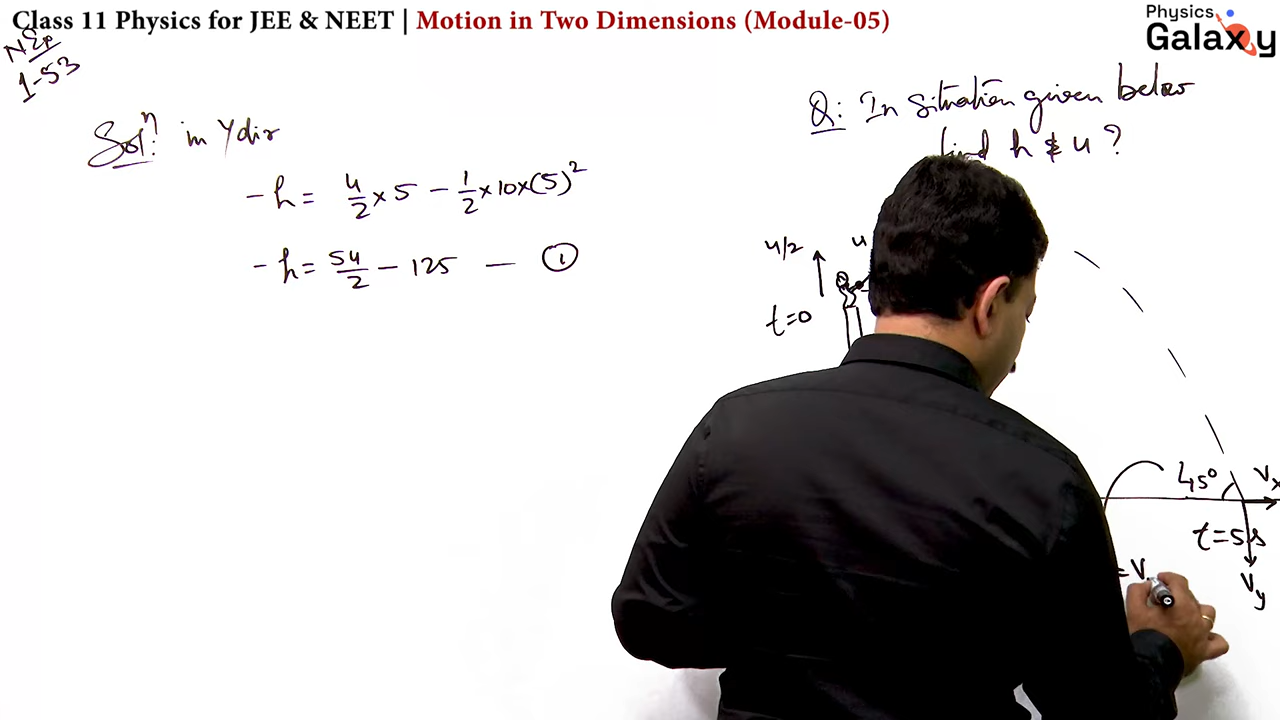 Class 11 Physics for JEE & NEET | Motion in Two Dimensions (Module-05)
Physics
Galaxy
NEp
1-53
Solⁿ: in Y dir
Q: In situation given below
find h & u ?
-h = u/2 × 5 - 1/2 × 10 × (5)²
-h = 5u/2 - 125 — ①
u/2
u
t=0
45°
Vx
t=5s
= V
Vy